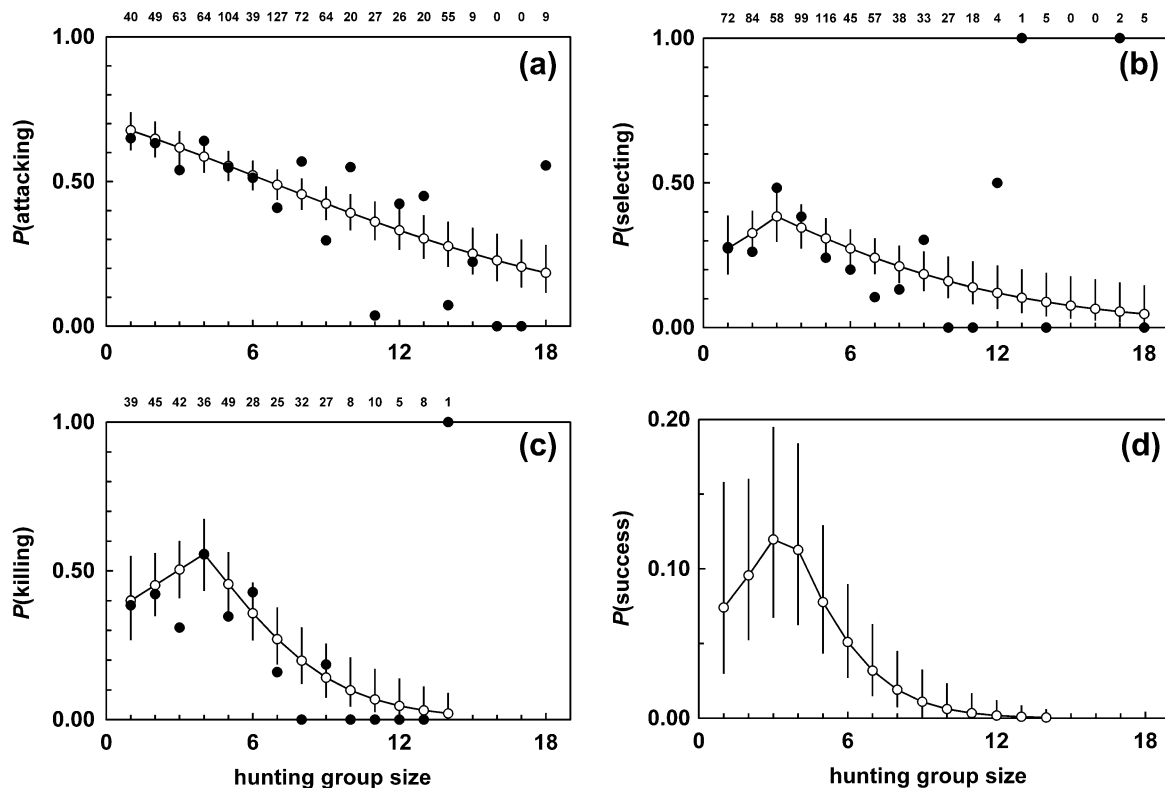 40 49 63 64 104 39 127 72 64 20 27 26 20 55 9 0 0 9
1.00
(a)
P(attacking)
0.50
0.00
0 6 12 18
72 84 58 99 116 45 57 38 33 27 18 4 1 5 0 0 2 5
1.00
(b)
P(selecting)
0.50
0.00
0 6 12 18
39 45 42 36 49 28 25 32 27 8 10 5 8 1
1.00
(c)
P(killing)
0.50
0.00
0 6 12 18
hunting group size
0.20
(d)
P(success)
0.10
0.00
0 6 12 18
hunting group size